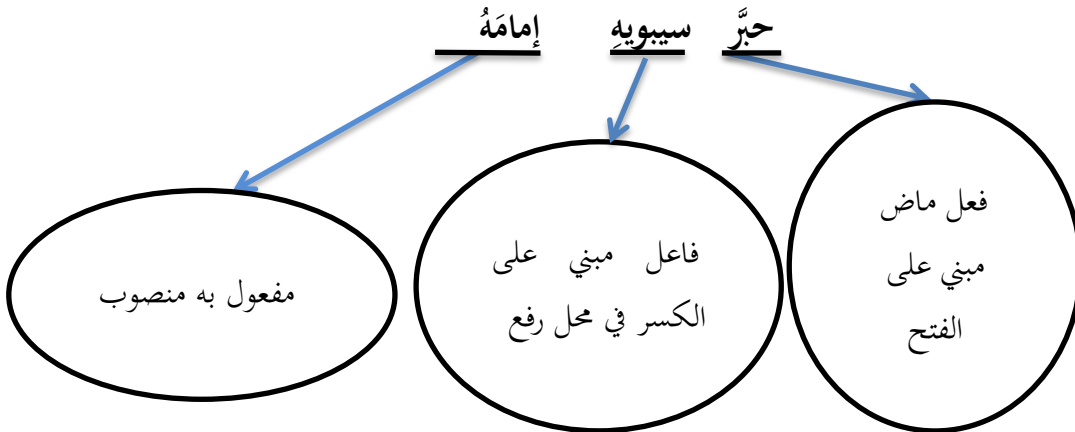 حبَّر سيبويهِ إمامَهُ
فعل ماض
مبني على
الفتح
فاعل مبني على
الكسر في محل رفع
مفعول به منصوب